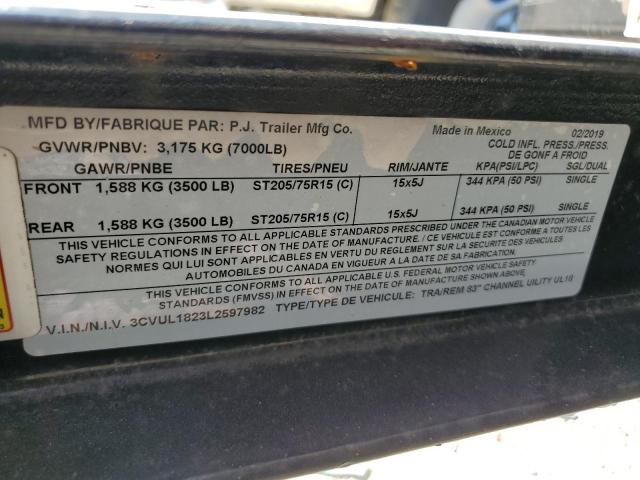 MFD BY/FABRIQUE PAR: P.J. Trailer Mfg Co. Made in Mexico 02/2019
GVWR/PNBV: 3,175 KG (7000LB) COLD INFL. PRESS./PRESS. DE GONF A FROID
GAWR/PNBE TIRES/PNEU RIM/JANTE KPA(PSI/LPC) SGL/DUAL
FRONT 1,588 KG (3500 LB) ST205/75R15 (C) 15x5J 344 KPA (50 PSI) SINGLE
REAR 1,588 KG (3500 LB) ST205/75R15 (C) 15x5J 344 KPA (50 PSI) SINGLE
THIS VEHICLE CONFORMS TO ALL APPLICABLE STANDARDS PRESCRIBED UNDER THE CANADIAN MOTOR VEHICLE
SAFETY REGULATIONS IN EFFECT ON THE DATE OF MANUFACTURE. / CE VEHICULE EST CONFORME A TOUTES LES
NORMES QUI LUI SONT APPLICABLES EN VERTU DU REGLEMENT SUR LA SECURITE DES VEHICULES
AUTOMOBILES DU CANADA EN VIGUEUR A LA DATE DE SA FABRICATION.
THIS VEHICLE CONFORMS TO ALL APPLICABLE U.S. FEDERAL MOTOR VEHICLE SAFETY
STANDARDS (FMVSS) IN EFFECT ON THE DATE OF MANUFACTURE SHOWN ABOVE.
V.I.N./N.I.V. 3CVUL1823L2597982 TYPE/TYPE DE VEHICULE: TRA/REM 83" CHANNEL UILITY UL18